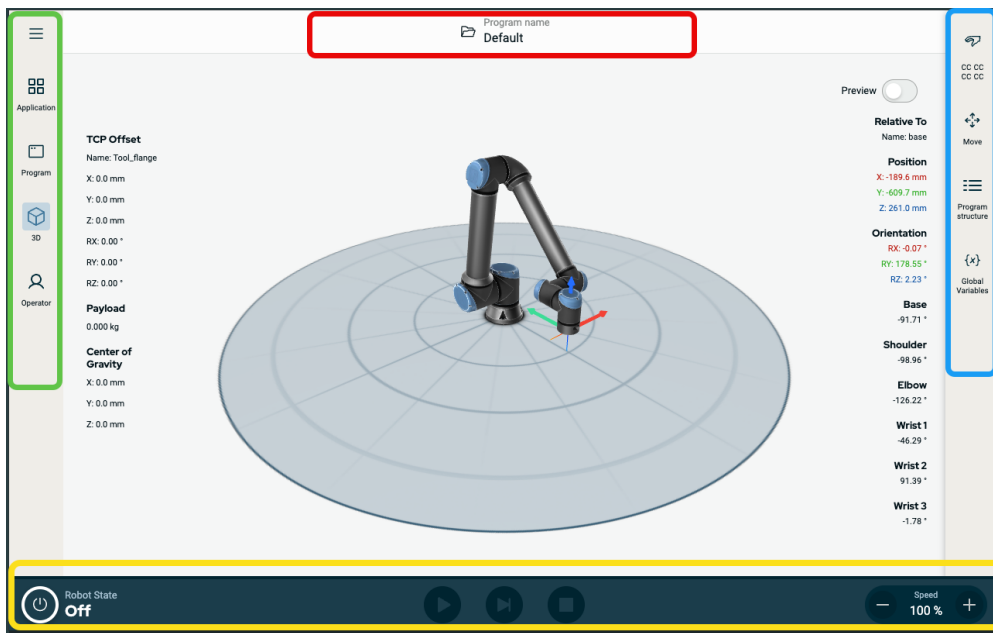 Program name
Default
Application
Program
3D
Operator
TCP Offset
Name: Tool_flange
X: 0.0 mm
Y: 0.0 mm
Z: 0.0 mm
RX: 0.00 °
RY: 0.00 °
RZ: 0.00 °
Payload
0.000 kg
Center of
Gravity
X: 0.0 mm
Y: 0.0 mm
Z: 0.0 mm
Preview
Relative To
Name: base
Position
X: -189.6 mm
Y: -609.7 mm
Z: 261.0 mm
Orientation
RX: -0.07 °
RY: 178.55 °
RZ: 2.23 °
Base
-91.71 °
Shoulder
-98.96 °
Elbow
-126.22 °
Wrist 1
-46.29 °
Wrist 2
91.39 °
Wrist 3
-1.78 °
CC CC
CC CC
Move
Program
structure
{x}
Global
Variables
Robot State
Off
Speed
100 %